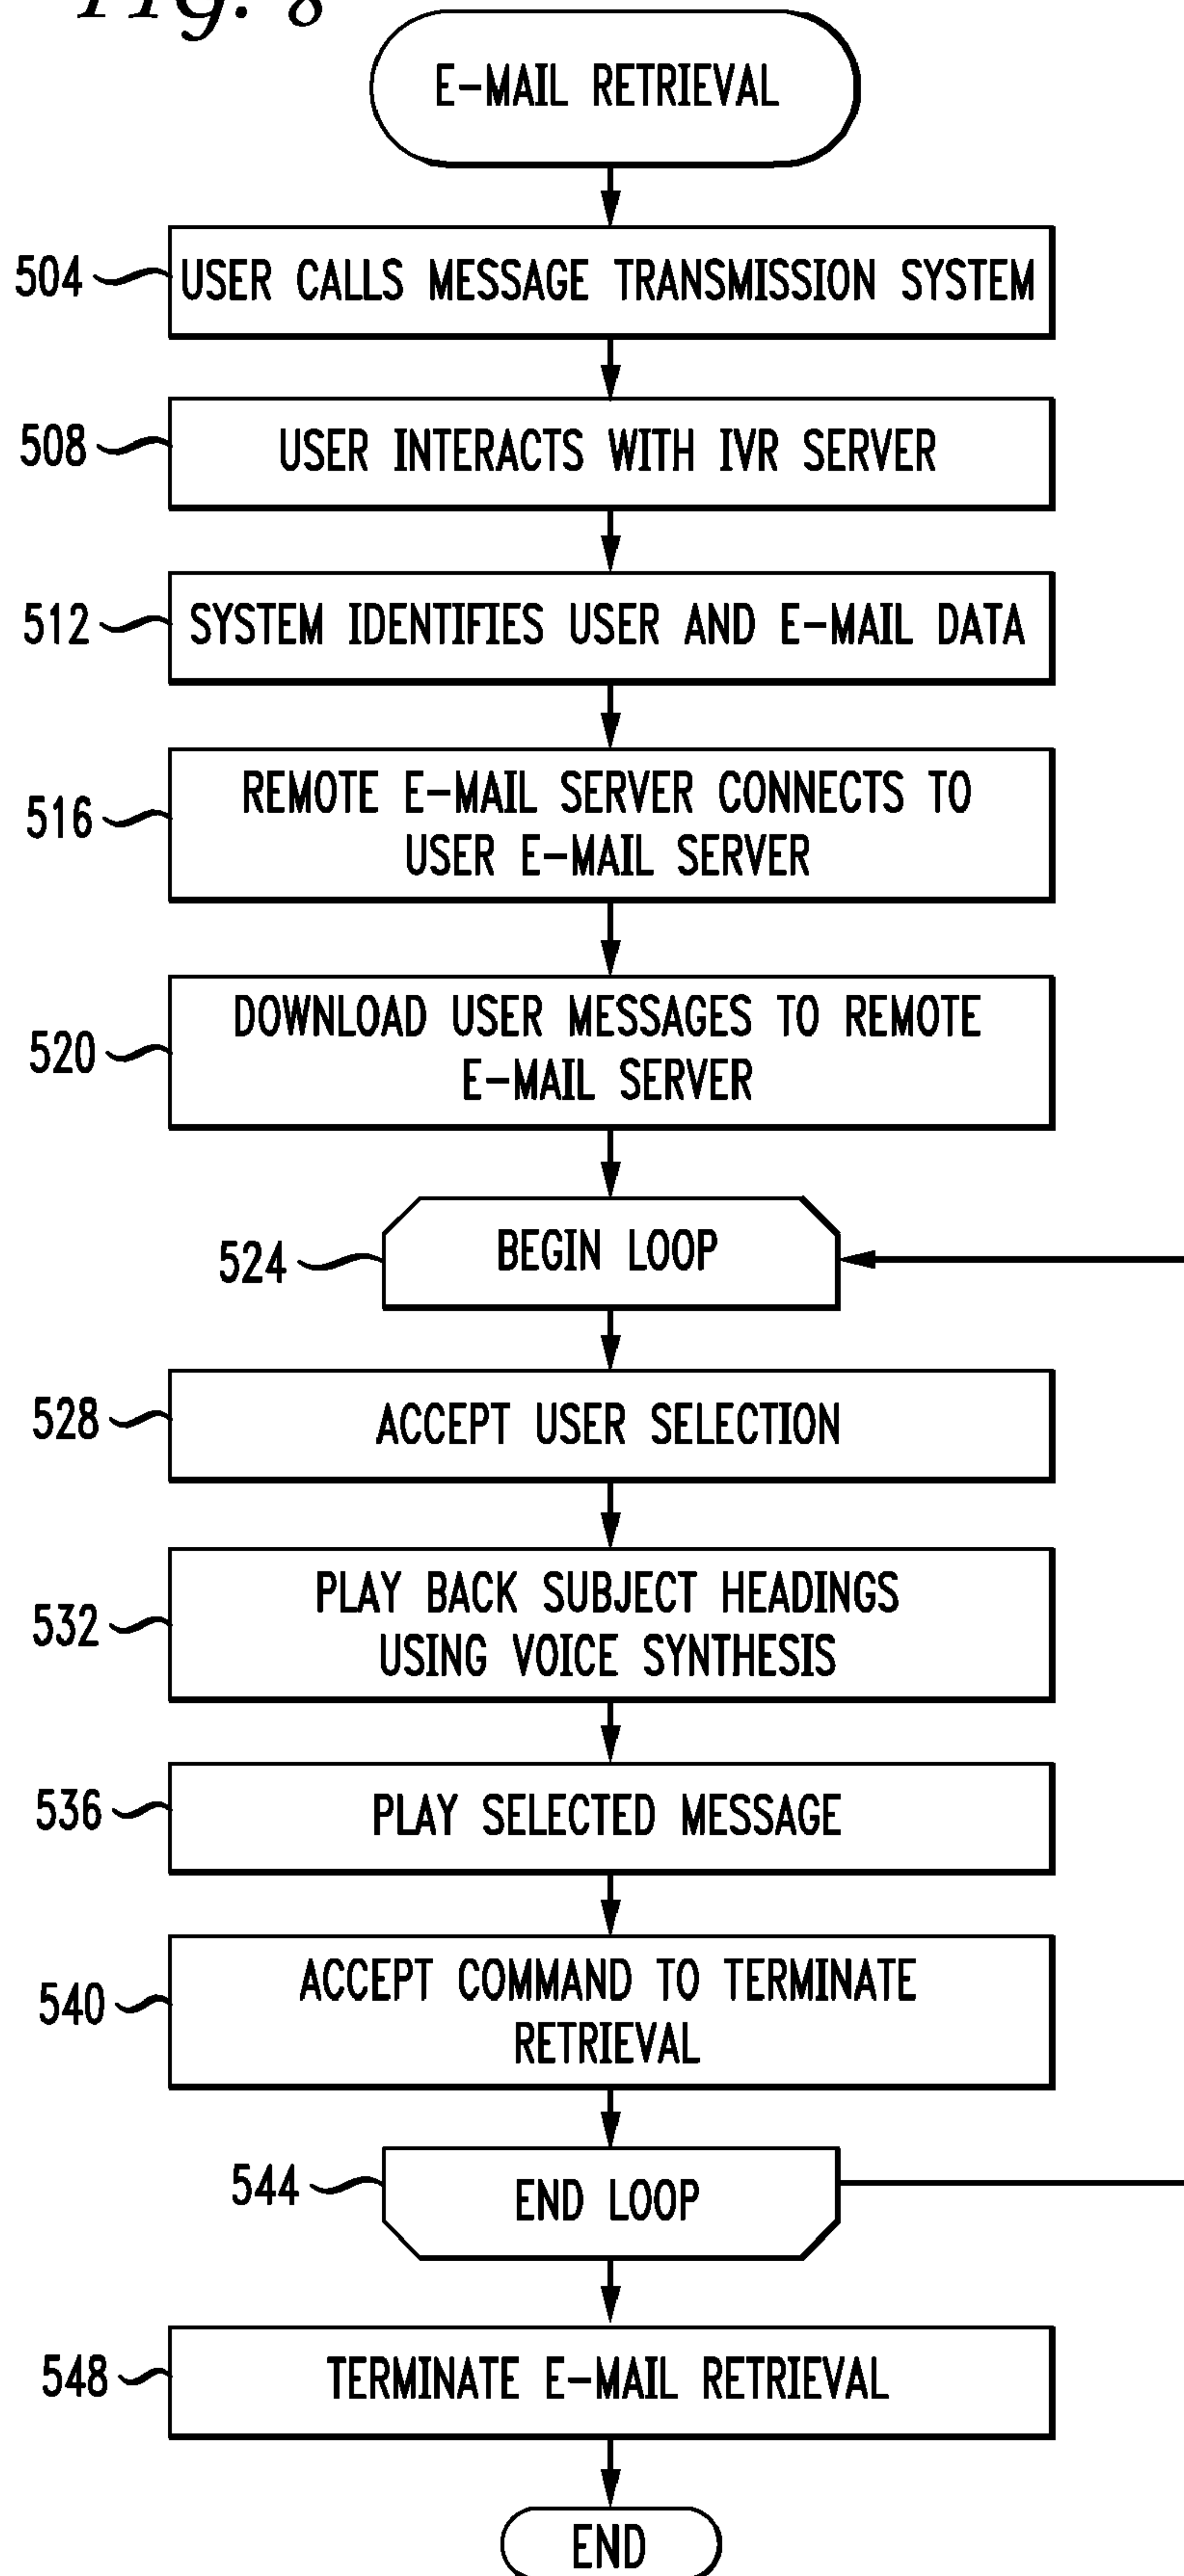 FIG. 8
E-MAIL RETRIEVAL
504
USER CALLS MESSAGE TRANSMISSION SYSTEM
508
USER INTERACTS WITH IVR SERVER
512
SYSTEM IDENTIFIES USER AND E-MAIL DATA
516
REMOTE E-MAIL SERVER CONNECTS TO
USER E-MAIL SERVER
520
DOWNLOAD USER MESSAGES TO REMOTE
E-MAIL SERVER
524
BEGIN LOOP
528
ACCEPT USER SELECTION
532
PLAY BACK SUBJECT HEADINGS
USING VOICE SYNTHESIS
536
PLAY SELECTED MESSAGE
540
ACCEPT COMMAND TO TERMINATE
RETRIEVAL
544
END LOOP
548
TERMINATE E-MAIL RETRIEVAL
END